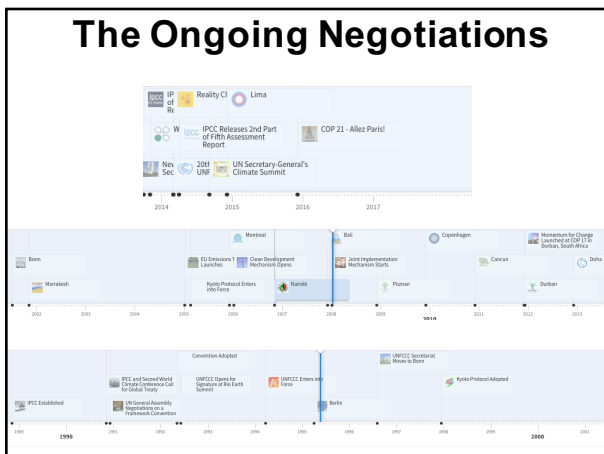 The Ongoing Negotiations
Reality Cl
Lima
IPCC Releases 2nd Part
of Fifth Assessment
Report
COP 21 - Allez Paris!
20th
UNF
UN Secretary-General's
Climate Summit
2014
2015
2016
2017
Montreal
Bali
Copenhagen
Momentum for Change
Launched at COP 17 in
Durban, South Africa
Bonn
EU Emissions T
Launches
Clean Development
Mechanism Opens
Joint Implementation
Mechanism Starts
Cancun
Doha
Marrakesh
Kyoto Protocol Enters
into Force
Nairobi
Poznan
Durban
2002
2003
2004
2005
2006
2007
2008
2009
2010
2011
2012
2013
Convention Adopted
UNFCCC Secretariat
Moves to Bonn
IPCC and Second World
Climate Conference Call
for Global Treaty
UNFCCC Opens for
Signature at Rio Earth
Summit
UNFCCC Enters into
Force
Kyoto Protocol Adopted
IPCC Established
UN General Assembly
Negotiations on a
Framework Convention
Berlin
1989
1990
1991
1992
1993
1994
1995
1996
1997
1998
1999
2000
2001